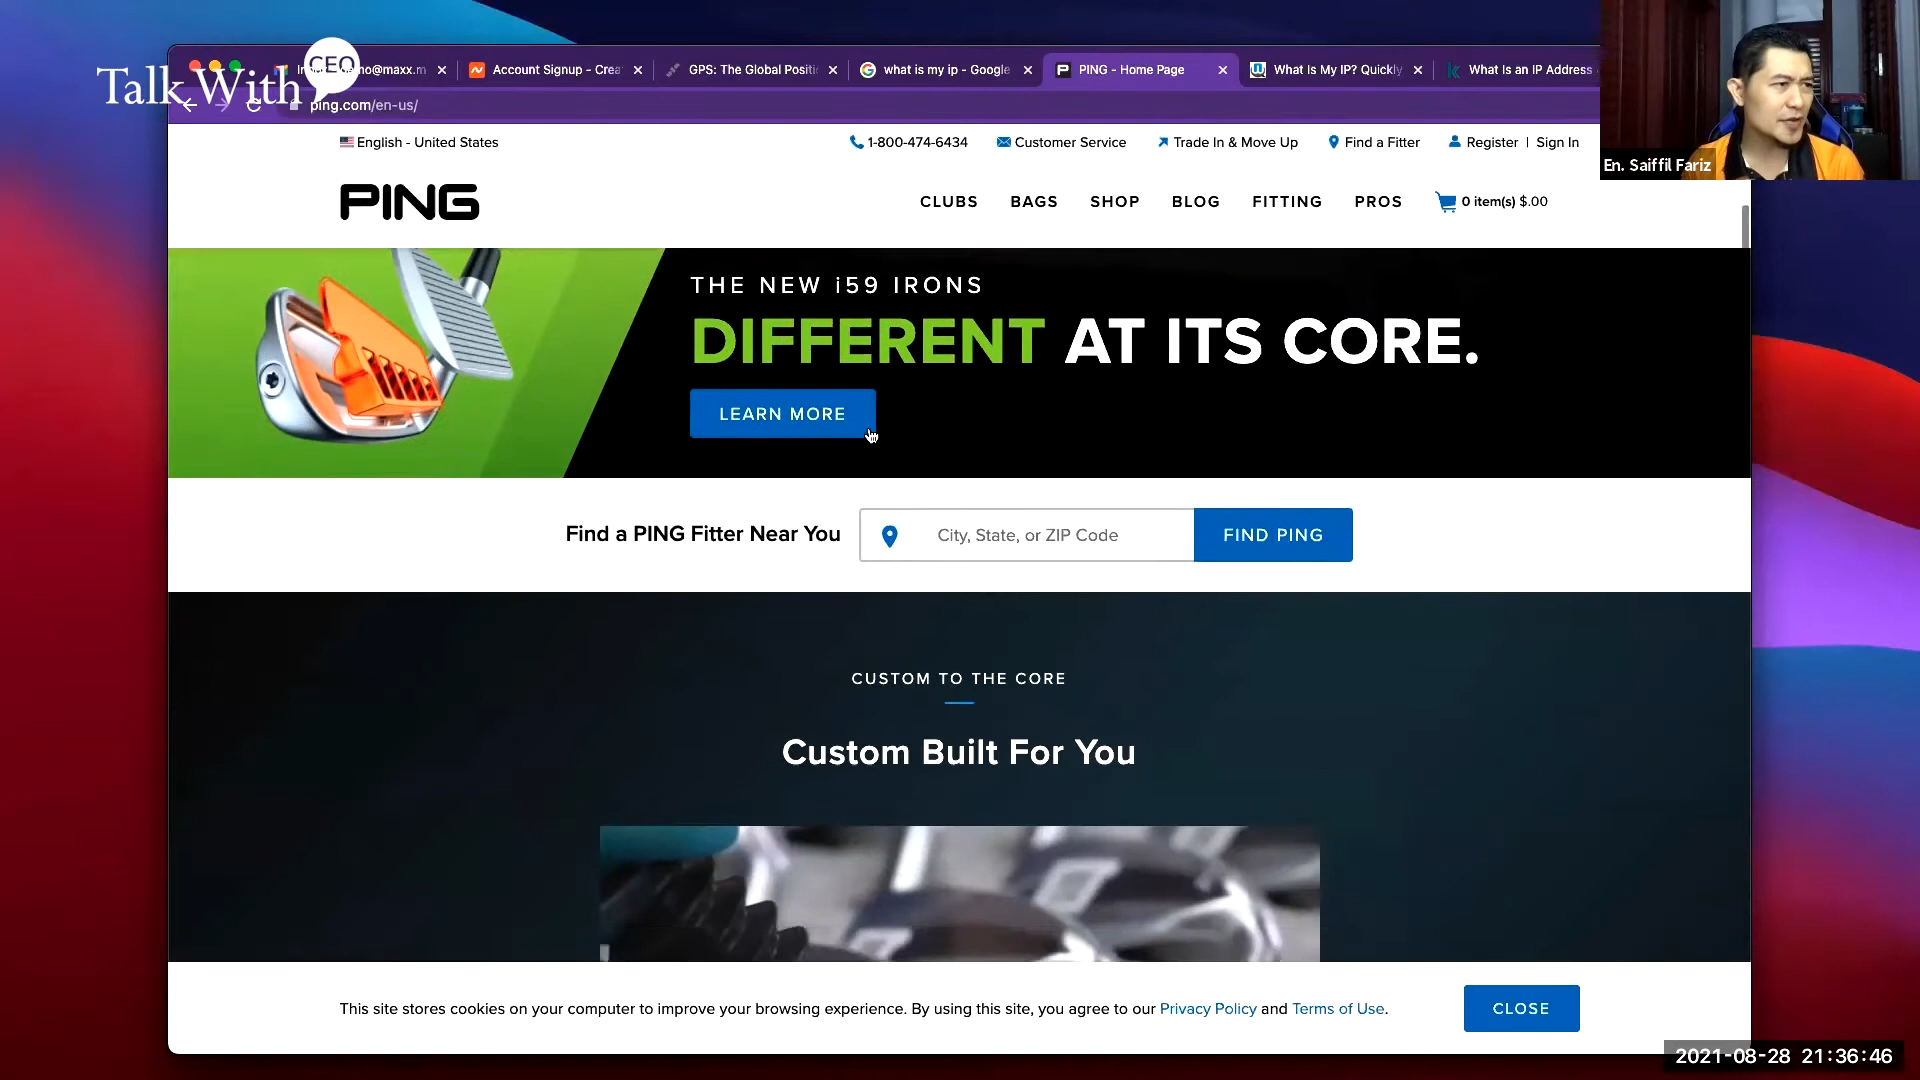 Talk With CEO
no@maxx.m
Account Signup - Crea
GPS: The Global Positi
what is my ip - Google
PING - Home Page
What Is My IP? Quickly
What Is an IP Address
ping.com/en-us/
En. Saiffil Fariz
English - United States
1-800-474-6434
Customer Service
Trade In & Move Up
Find a Fitter
Register | Sign In
PING
CLUBS
BAGS
SHOP
BLOG
FITTING
PROS
0 item(s) $.00
THE NEW i59 IRONS
DIFFERENT AT ITS CORE.
LEARN MORE
Find a PING Fitter Near You
City, State, or ZIP Code
FIND PING
CUSTOM TO THE CORE
Custom Built For You
This site stores cookies on your computer to improve your browsing experience. By using this site, you agree to our Privacy Policy and Terms of Use.
CLOSE
2021-08-28 21:36:46